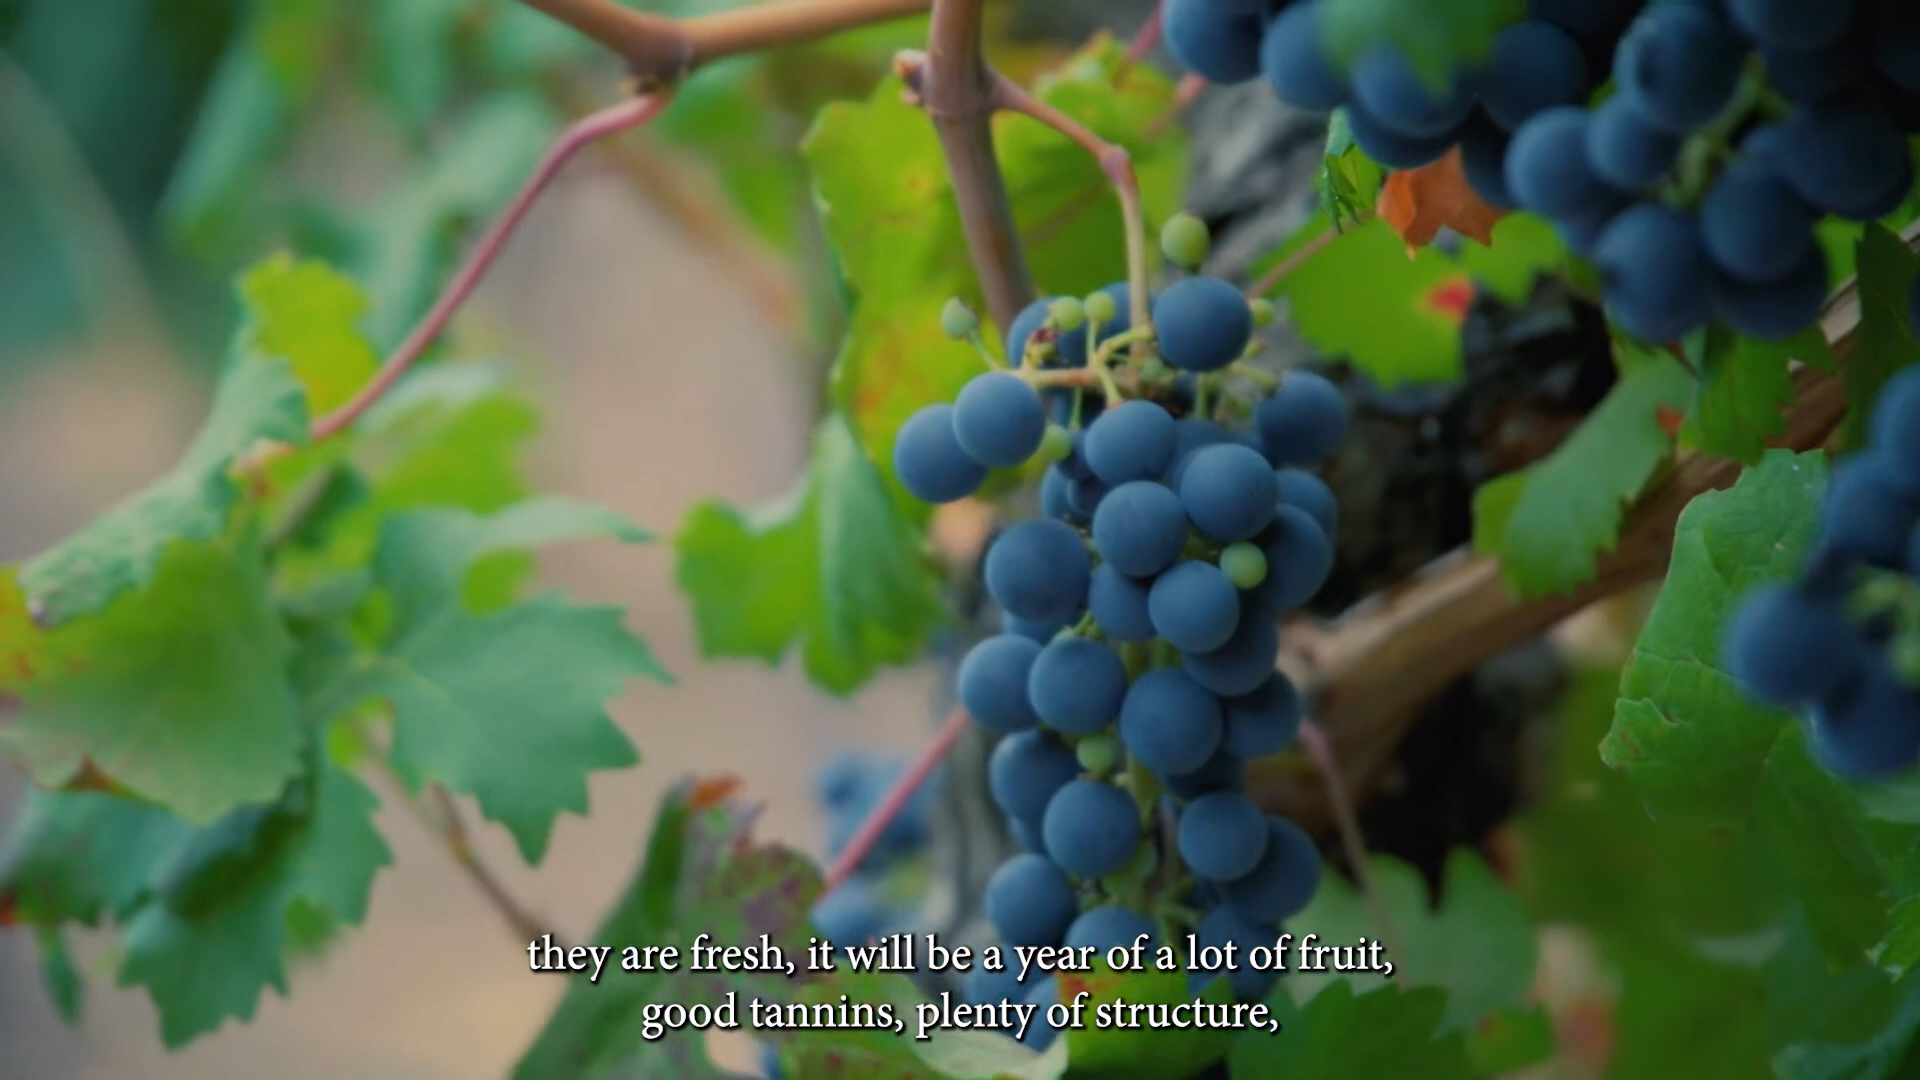 they are fresh, it will be a year of a lot of fruit,
good tannins, plenty of structure,